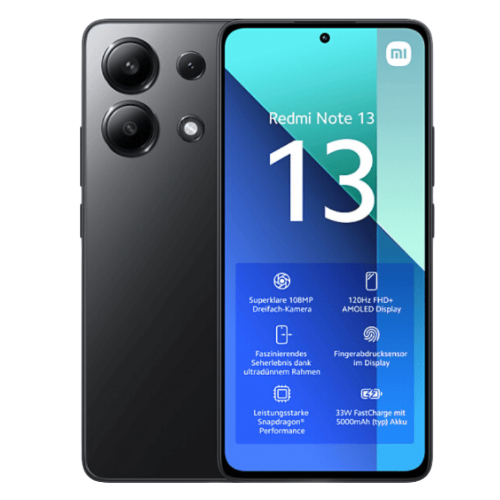 mi
Redmi Note 13
13
Superklare 108MP
Dreifach-Kamera
120Hz FHD+
AMOLED Display
Faszinierendes
Seherlebnis dank
ultradünnem Rahmen
Fingerabdrucksensor
im Display
Leistungsstarke
Snapdragon®
Performance
33W FastCharge mit
5000mAh (typ) Akku